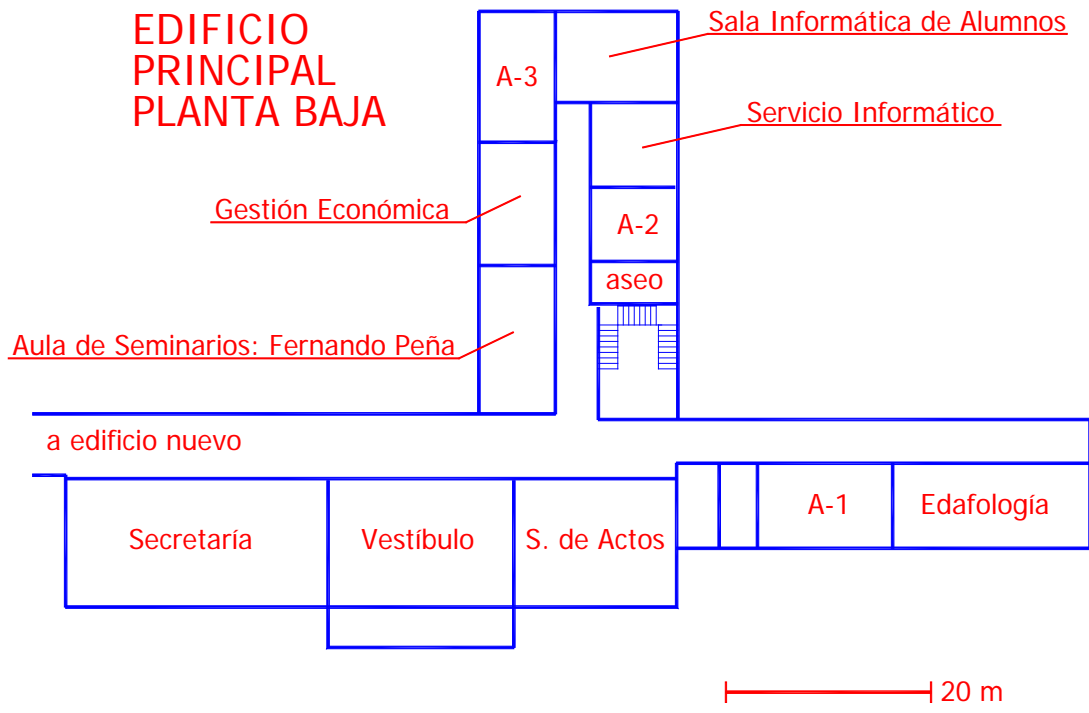 EDIFICIO
PRINCIPAL
PLANTA BAJA
Sala Informática de Alumnos
A-3
Servicio Informático
Gestión Económica
A-2
aseo
Aula de Seminarios: Fernando Peña
a edificio nuevo
Secretaría
Vestíbulo
S. de Actos
A-1
Edafología
20 m